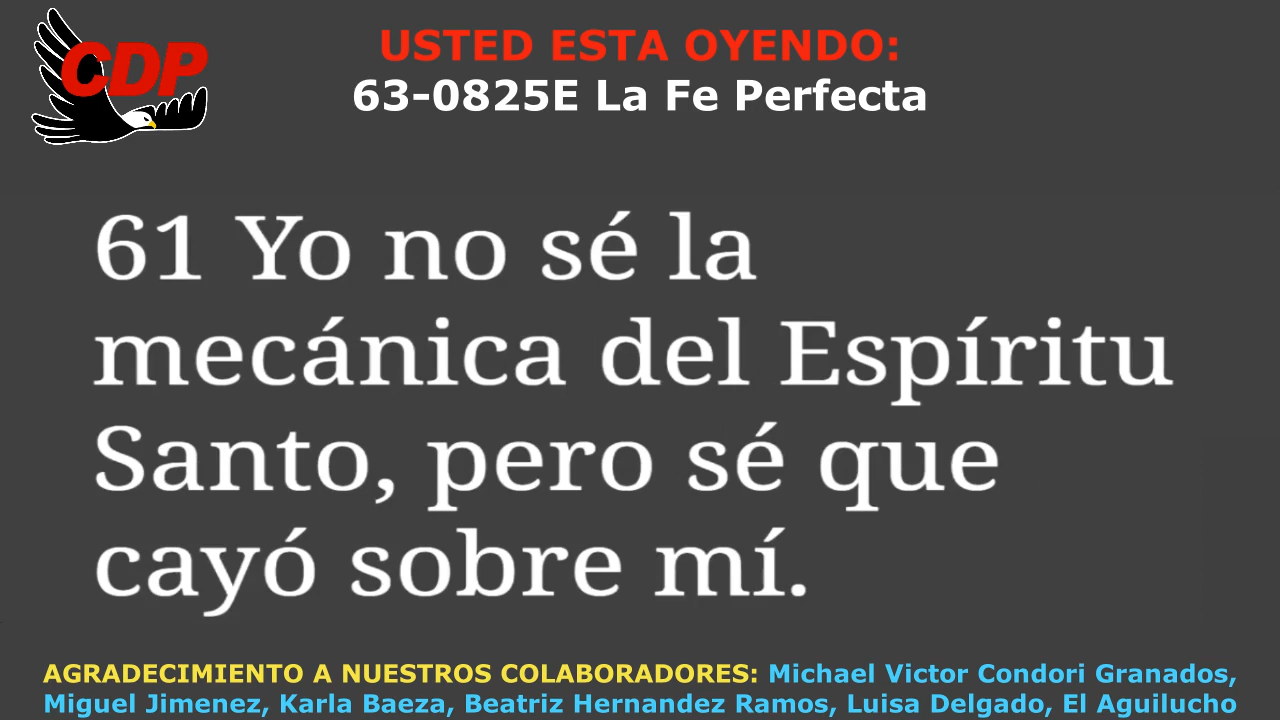 CDP
USTED ESTA OYENDO:
63-0825E La Fe Perfecta
61 Yo no sé la
mecánica del Espíritu
Santo, pero sé que
cayó sobre mí.
AGRADECIMIENTO A NUESTROS COLABORADORES: Michael Victor Condori Granados,
Miguel Jimenez, Karla Baeza, Beatriz Hernandez Ramos, Luisa Delgado, El Aguilucho